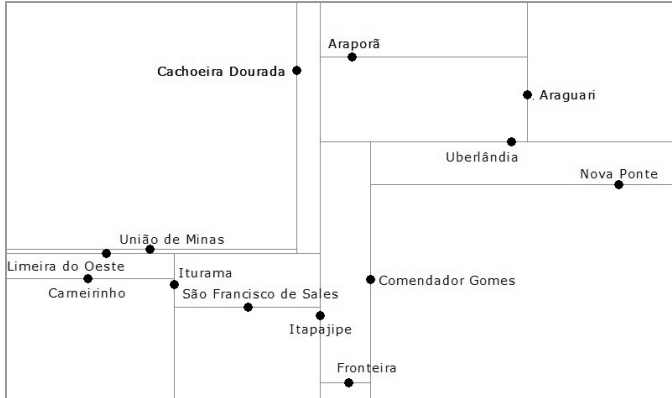 Araporã
Cachoeira Dourada
Araguari
Uberlândia
Nova Ponte
União de Minas
Limeira do Oeste
Iturama
Carneirinho
São Francisco de Sales
Comendador Gomes
Itapajipe
Fronteira